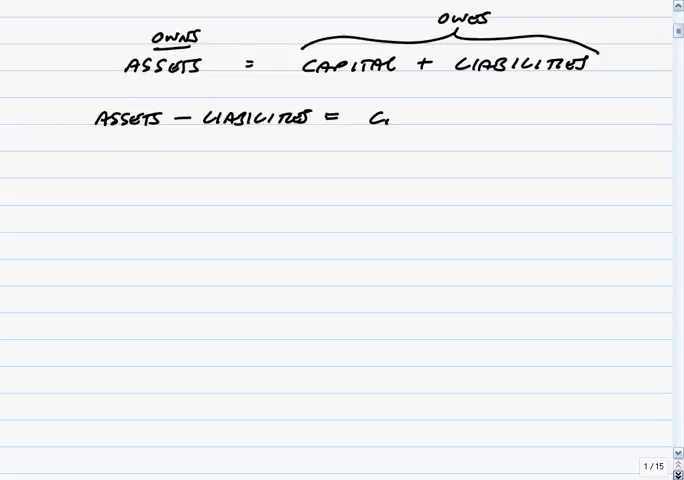 OWES
OWNS
ASSETS = CAPITAL + LIABILITIES
ASSETS - LIABILITIES = C
1 / 15